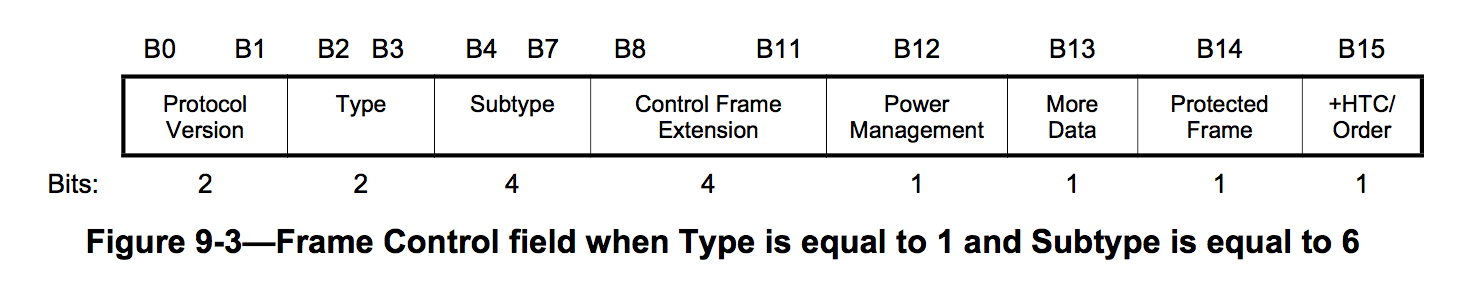 B0 B1 B2 B3 B4 B7 B8 B11 B12 B13 B14 B15
Protocol Type Subtype Control Frame Power More Protected +HTC/
Version Extension Management Data Frame Order
Bits: 2 2 4 4 1 1 1 1
Figure 9-3—Frame Control field when Type is equal to 1 and Subtype is equal to 6